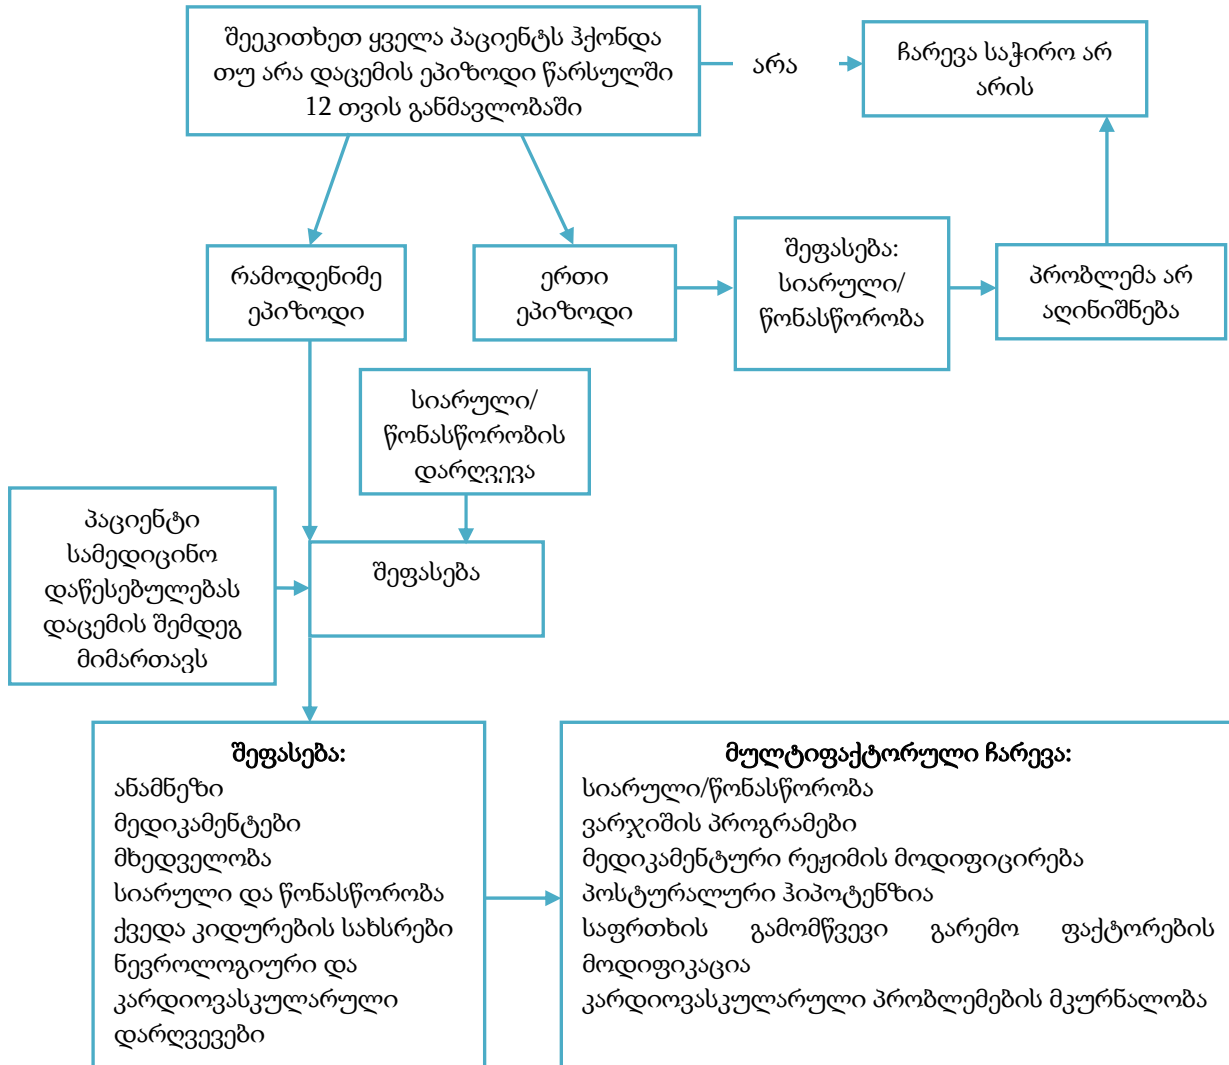 შეეკითხეთ ყველა პაციენტს ჰქონდა
თუ არა დაცემის ეპიზოდი წარსულში
12 თვის განმავლობაში
არა
ჩარევა საჭირო არ
არის
რამოდენიმე
ეპიზოდი
ერთი
ეპიზოდი
შეფასება:
სიარული/
წონასწორობა
პრობლემა არ
აღინიშნება
სიარული/
წონასწორობის
დარღვევა
პაციენტი
სამედიცინო
დაწესებულებას
დაცემის შემდეგ
მიმართავს
შეფასება
შეფასება:
ანამნეზი
მედიკამენტები
მხედველობა
სიარული და წონასწორობა
ქვედა კიდურების სახსრები
ნევროლოგიური და
კარდიოვასკულარული
დარღვევები
მულტიფაქტორული ჩარევა:
სიარული/წონასწორობა
ვარჯიშის პროგრამები
მედიკამენტური რეჟიმის მოდიფიცირება
პოსტურალური ჰიპოტენზია
საფრთხის გამომწვევი გარემო ფაქტორების
მოდიფიკაცია
კარდიოვასკულარული პრობლემების მკურნალობა